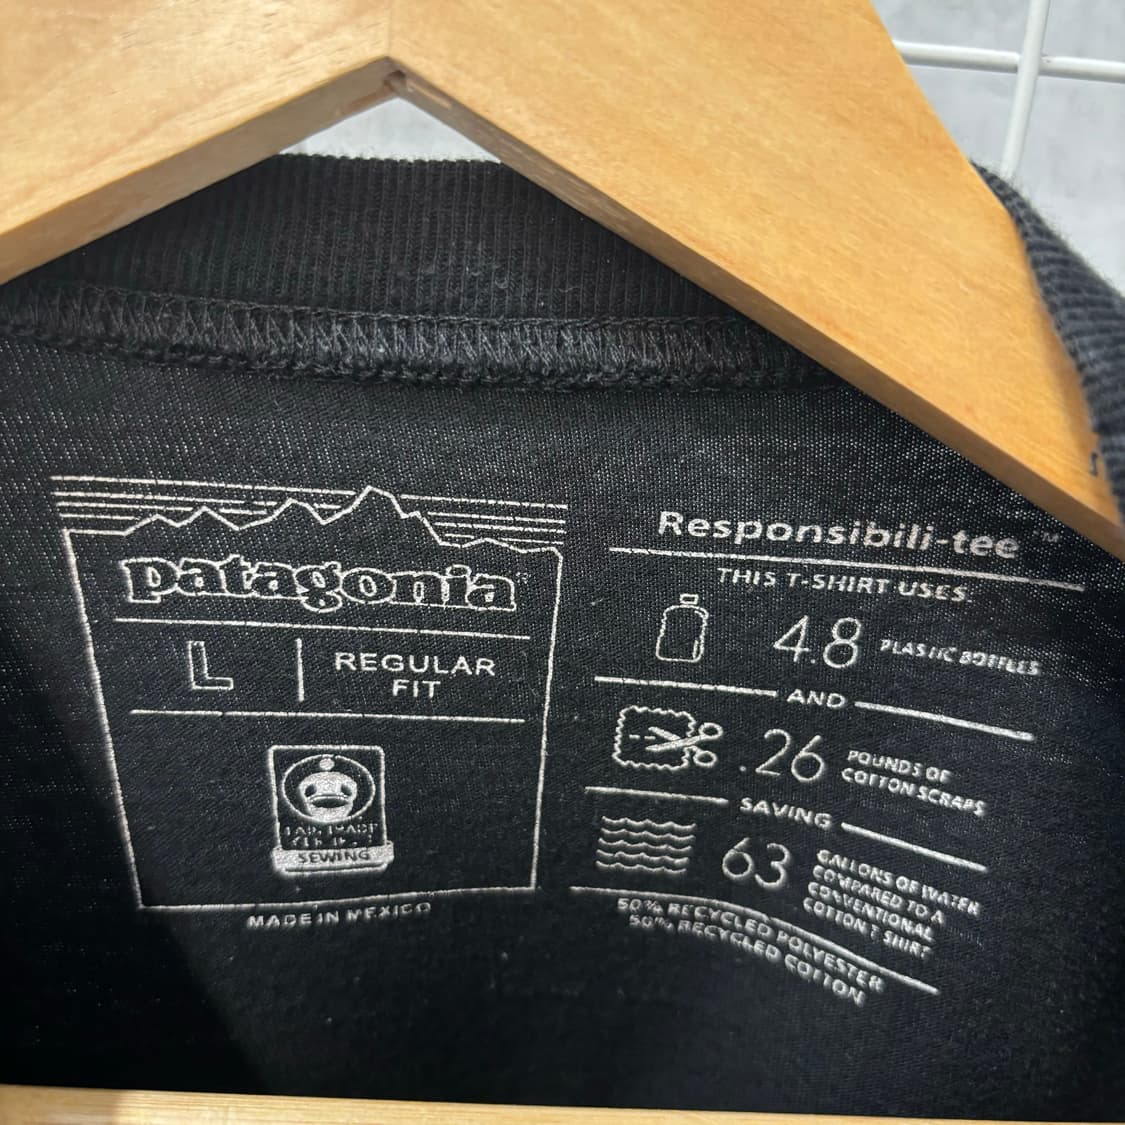 patagonia®
L
REGULAR
FIT
SEWING
MADE IN MEXICO
Responsibili-tee™
THIS T-SHIRT USES:
4.8 PLASTIC BOTTLES
AND
.26 POUNDS OF
COTTON SCRAPS
SAVING
63 GALLONS OF WATER
COMPARED TO A
CONVENTIONAL
COTTON T SHIRT
50% RECYCLED POLYESTER
50% RECYCLED COTTON